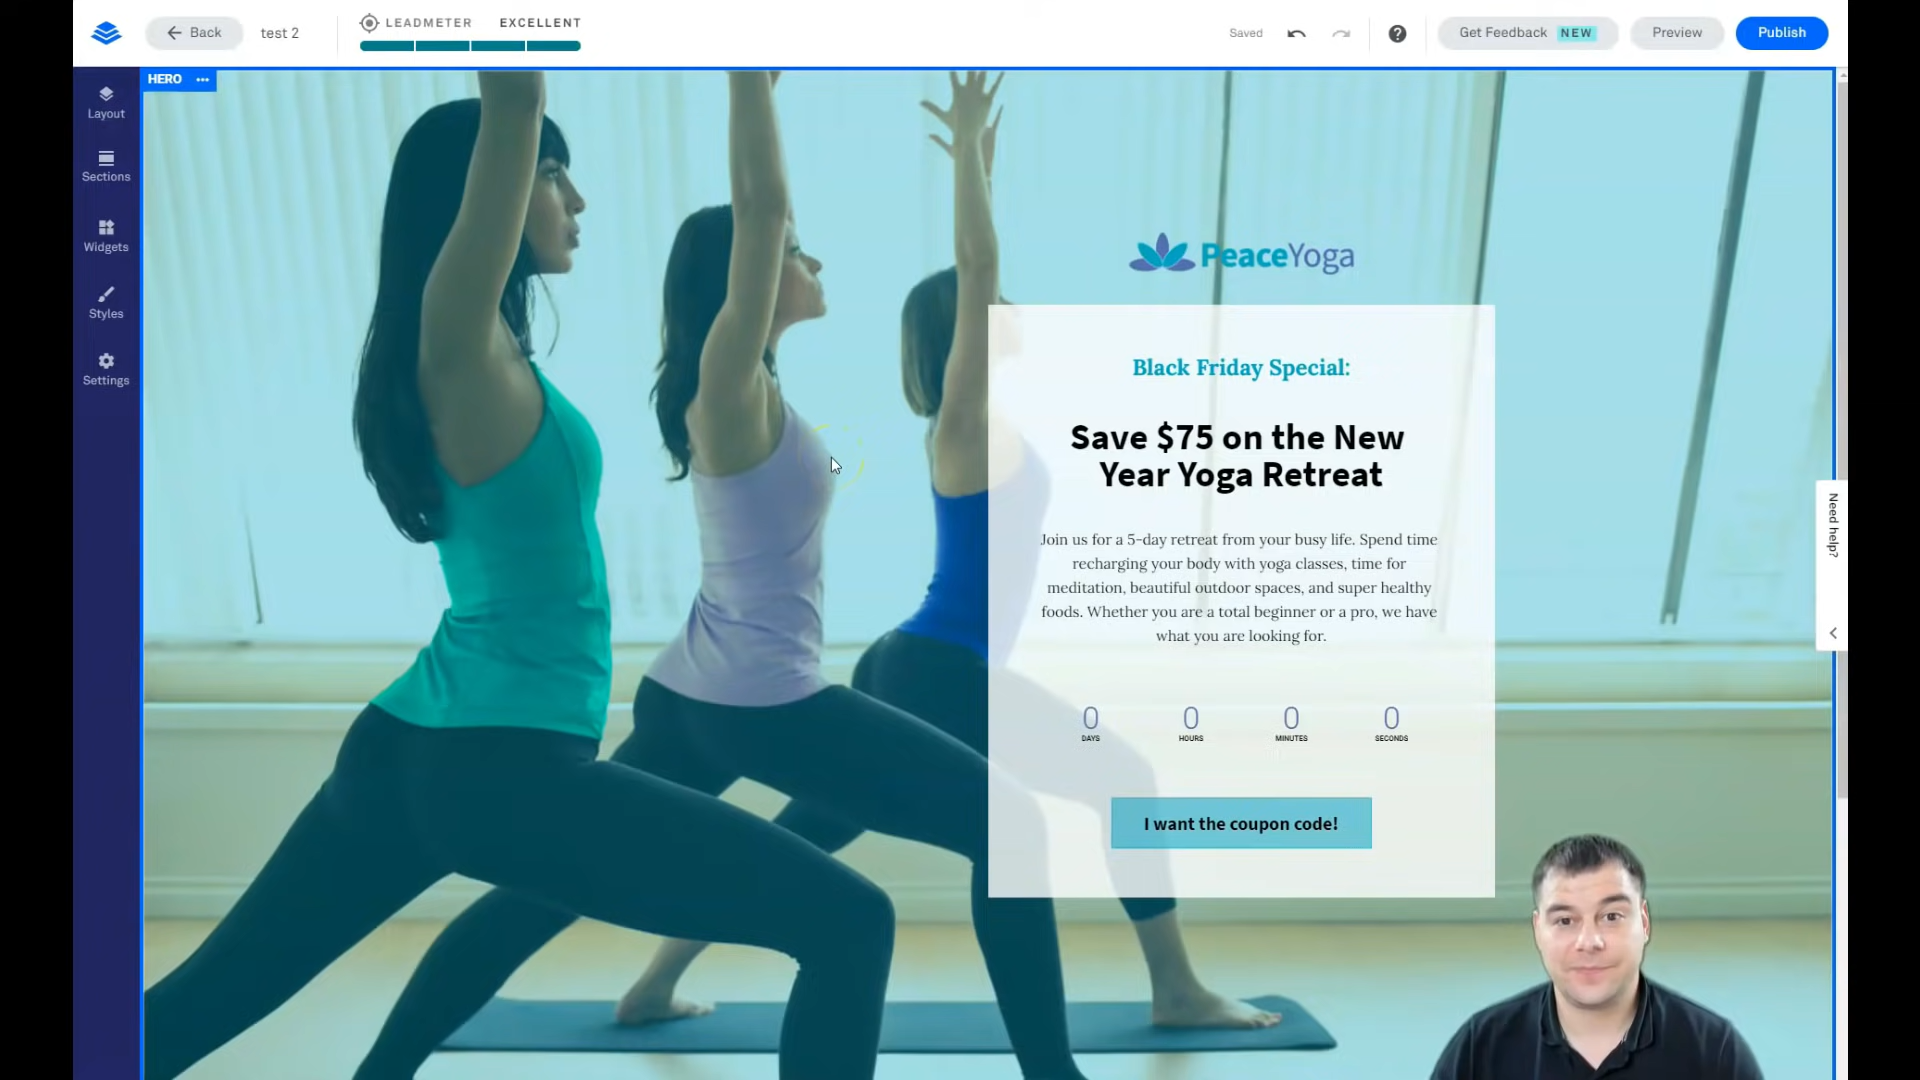 Back
test 2
LEADMETER EXCELLENT
Saved
Get Feedback NEW
Preview
Publish
HERO
Layout
Sections
Widgets
Styles
Settings
PeaceYoga
Black Friday Special:
Save $75 on the New
Year Yoga Retreat
Join us for a 5-day retreat from your busy life. Spend time
recharging your body with yoga classes, time for
meditation, beautiful outdoor spaces, and super healthy
foods. Whether you are a total beginner or a pro, we have
what you are looking for.
0 0 0 0
DAYS HOURS MINUTES SECONDS
I want the coupon code!
Need help?